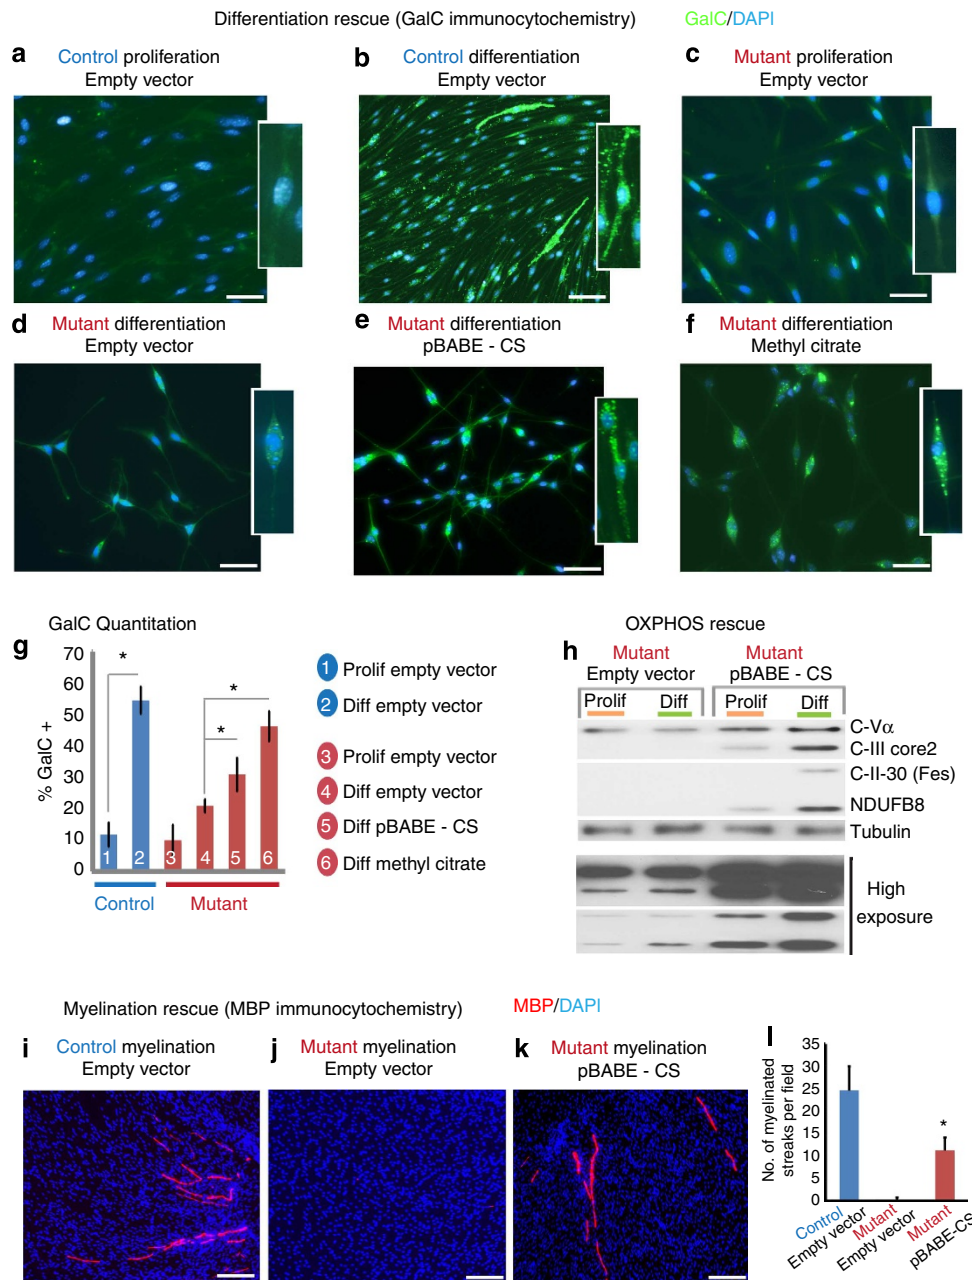 Differentiation rescue (GalC immunocytochemistry) GalC/DAPI
a Control proliferation
Empty vector
b Control differentiation
Empty vector
c Mutant proliferation
Empty vector
d Mutant differentiation
Empty vector
e Mutant differentiation
pBABE - CS
f Mutant differentiation
Methyl citrate
g GalC Quantitation
% GalC +
70
60
50
40
30
20
10
0
*
*
*
1 2 3 4 5 6
Control Mutant
1 Prolif empty vector
2 Diff empty vector
3 Prolif empty vector
4 Diff empty vector
5 Diff pBABE - CS
6 Diff methyl citrate
h OXPHOS rescue
Mutant
Empty vector
Mutant
pBABE - CS
Prolif Diff Prolif Diff
C-Vα
C-III core2
C-II-30 (Fes)
NDUFB8
Tubulin
High
exposure
Myelination rescue (MBP immunocytochemistry) MBP/DAPI
i Control myelination
Empty vector
j Mutant myelination
Empty vector
k Mutant myelination
pBABE - CS
l
No. of myelinated
streaks per field
35
30
25
20
15
10
5
0
*
Control
Empty vector
Mutant
Empty vector
Mutant
pBABE-CS